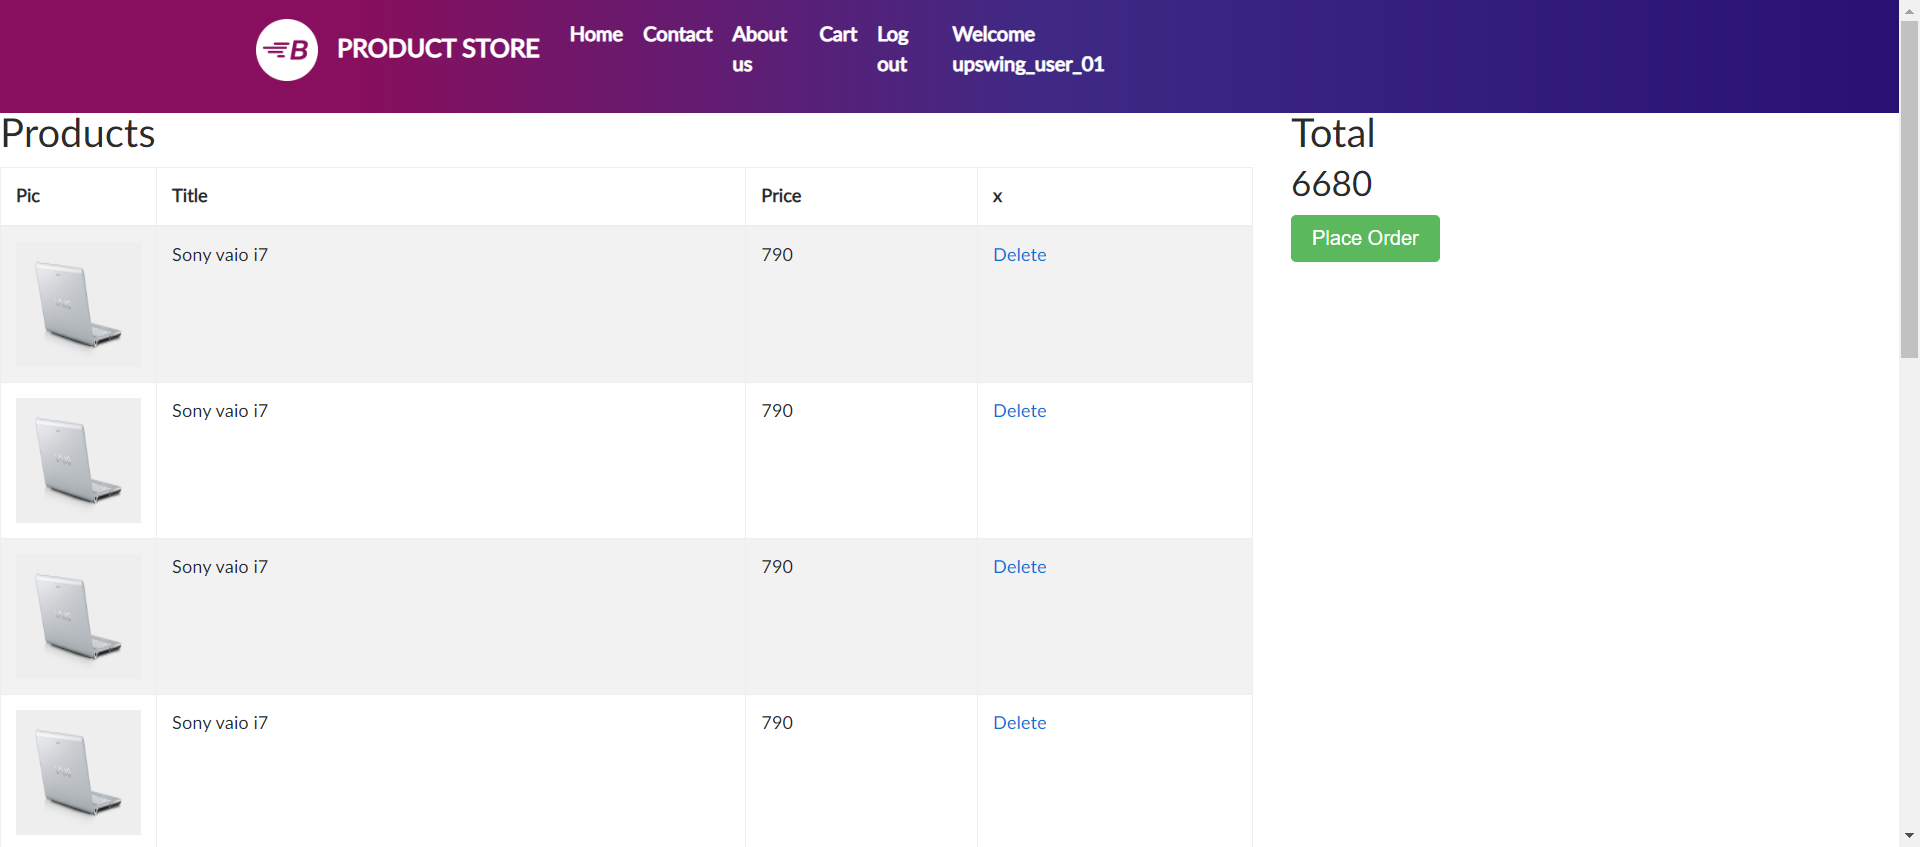 B PRODUCT STORE Home Contact About us Cart Log out Welcome upswing_user_01
Products
Total
6680
Place Order
Pic Title Price x
Sony vaio i7 790 Delete
Sony vaio i7 790 Delete
Sony vaio i7 790 Delete
Sony vaio i7 790 Delete